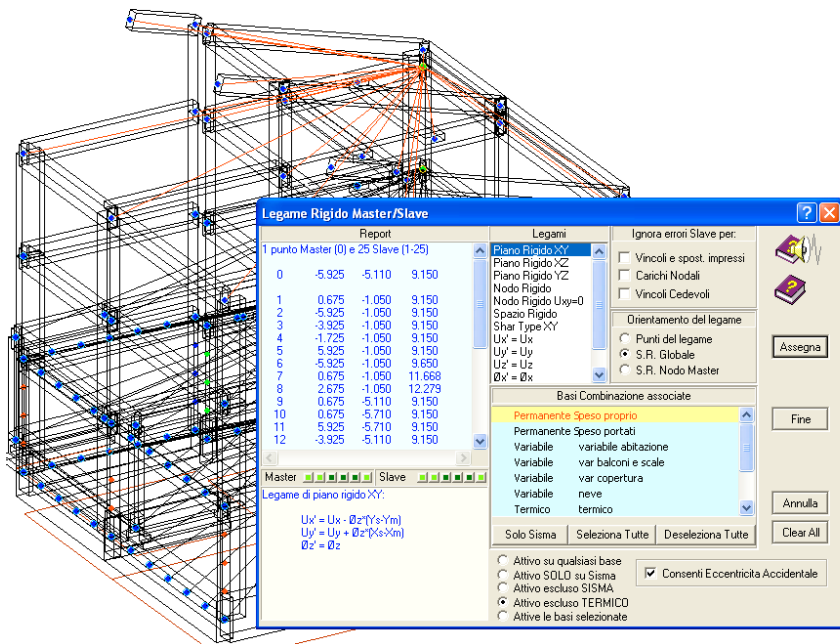 Legame Rigido Master/Slave
Report
1 punto Master (0) e 25 Slave (1-25)
0 -5.925 -5.110 9.150
1 0.675 -1.050 9.150
2 -5.925 -1.050 9.150
3 -3.925 -1.050 9.150
4 -1.725 -1.050 9.150
5 5.925 -1.050 9.150
6 -5.925 -1.050 9.650
7 0.675 -1.050 11.668
8 2.675 -1.050 12.279
9 0.675 -5.110 9.150
10 0.675 -5.710 9.150
11 5.925 -5.710 9.150
12 -3.925 -5.110 9.150
Master
Slave
Legame di piano rigido XY:
Ux' = Ux - Øz*(Ys-Ym)
Uy' = Uy + Øz*(Xs-Xm)
Øz' = Øz
Legami
Piano Rigido XY
Piano Rigido XZ
Piano Rigido YZ
Nodo Rigido
Nodo Rigido Uxy=0
Spazio Rigido
Shar Type XY
Ux' = Ux
Uy' = Uy
Uz' = Uz
Øx' = Øx
Ignora errori Slave per:
Vincoli e spost. impressi
Carichi Nodali
Vincoli Cedevoli
Orientamento del legame
Punti del legame
S.R. Globale
S.R. Nodo Master
Basi Combinazione associate
Permanente Speso proprio
Permanente Speso portati
Variabile variabile abitazione
Variabile var balconi e scale
Variabile var copertura
Variabile neve
Termico termico
Solo Sisma
Seleziona Tutte
Deseleziona Tutte
Attivo su qualsiasi base
Attivo SOLO su Sisma
Attivo escluso SISMA
Attivo escluso TERMICO
Attive le basi selezionate
Consenti Eccentricita Accidentale
Assegna
Fine
Annulla
Clear All